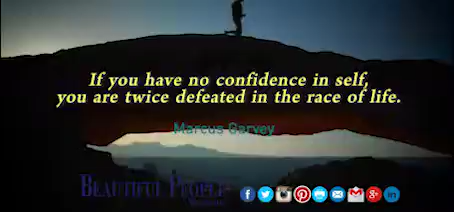 If you have no confidence in self,
you are twice defeated in the race of life.
Marcus Garvey
BEAUTIFUL PEOPLE